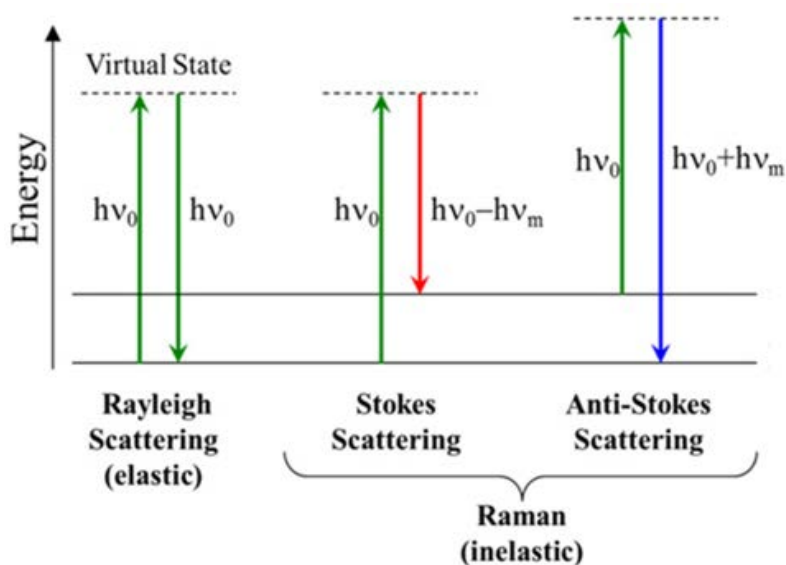 Energy
Virtual State
hν₀
hν₀
hν₀
hν₀–hνₘ
hν₀
hν₀+hνₘ
Rayleigh
Scattering
(elastic)
Stokes
Scattering
Anti-Stokes
Scattering
Raman
(inelastic)